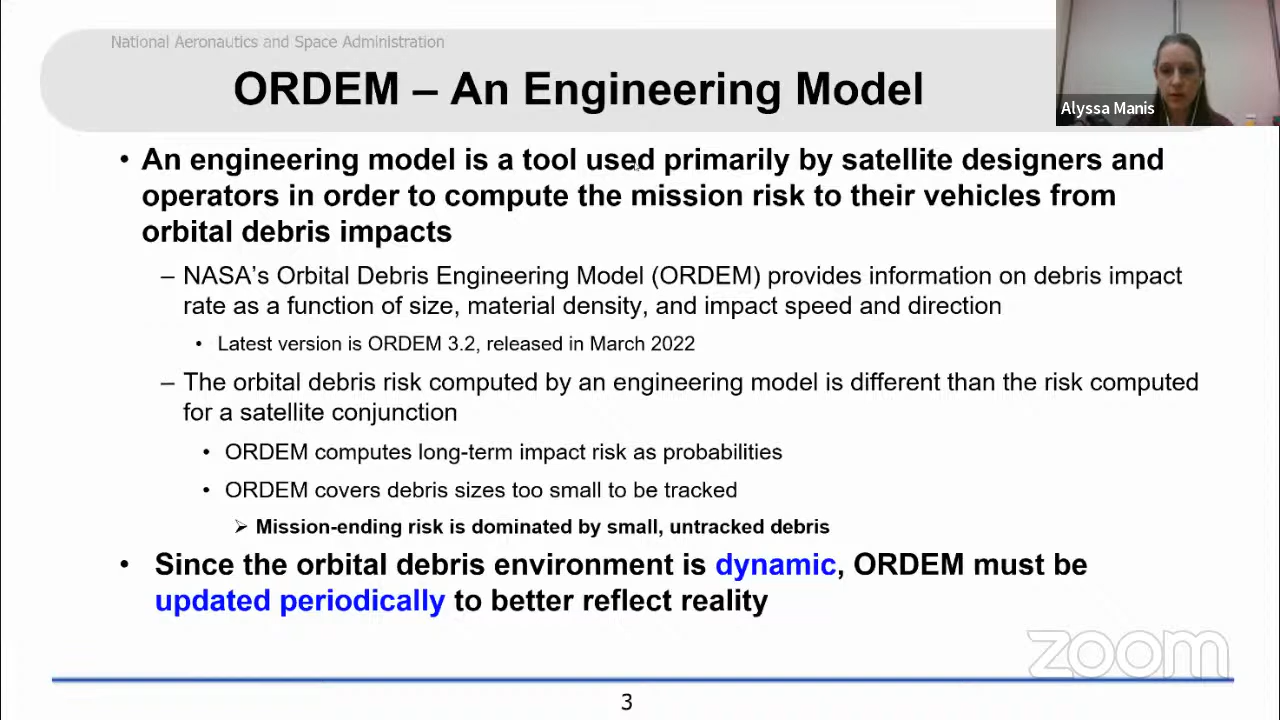 National Aeronautics and Space Administration
ORDEM – An Engineering Model
Alyssa Manis
• An engineering model is a tool used primarily by satellite designers and
operators in order to compute the mission risk to their vehicles from
orbital debris impacts
– NASA's Orbital Debris Engineering Model (ORDEM) provides information on debris impact
rate as a function of size, material density, and impact speed and direction
• Latest version is ORDEM 3.2, released in March 2022
– The orbital debris risk computed by an engineering model is different than the risk computed
for a satellite conjunction
• ORDEM computes long-term impact risk as probabilities
• ORDEM covers debris sizes too small to be tracked
➢ Mission-ending risk is dominated by small, untracked debris
• Since the orbital debris environment is dynamic, ORDEM must be
updated periodically to better reflect reality
zoom
3